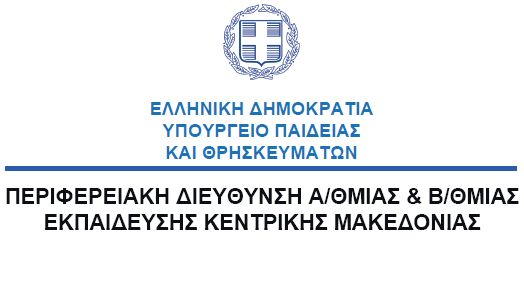 ΕΛΛΗΝΙΚΗ ΔΗΜΟΚΡΑΤΙΑ
ΥΠΟΥΡΓΕΙΟ ΠΑΙΔΕΙΑΣ
ΚΑΙ ΘΡΗΣΚΕΥΜΑΤΩΝ
ΠΕΡΙΦΕΡΕΙΑΚΗ ΔΙΕΥΘΥΝΣΗ Α/ΘΜΙΑΣ & Β/ΘΜΙΑΣ
ΕΚΠΑΙΔΕΥΣΗΣ ΚΕΝΤΡΙΚΗΣ ΜΑΚΕΔΟΝΙΑΣ